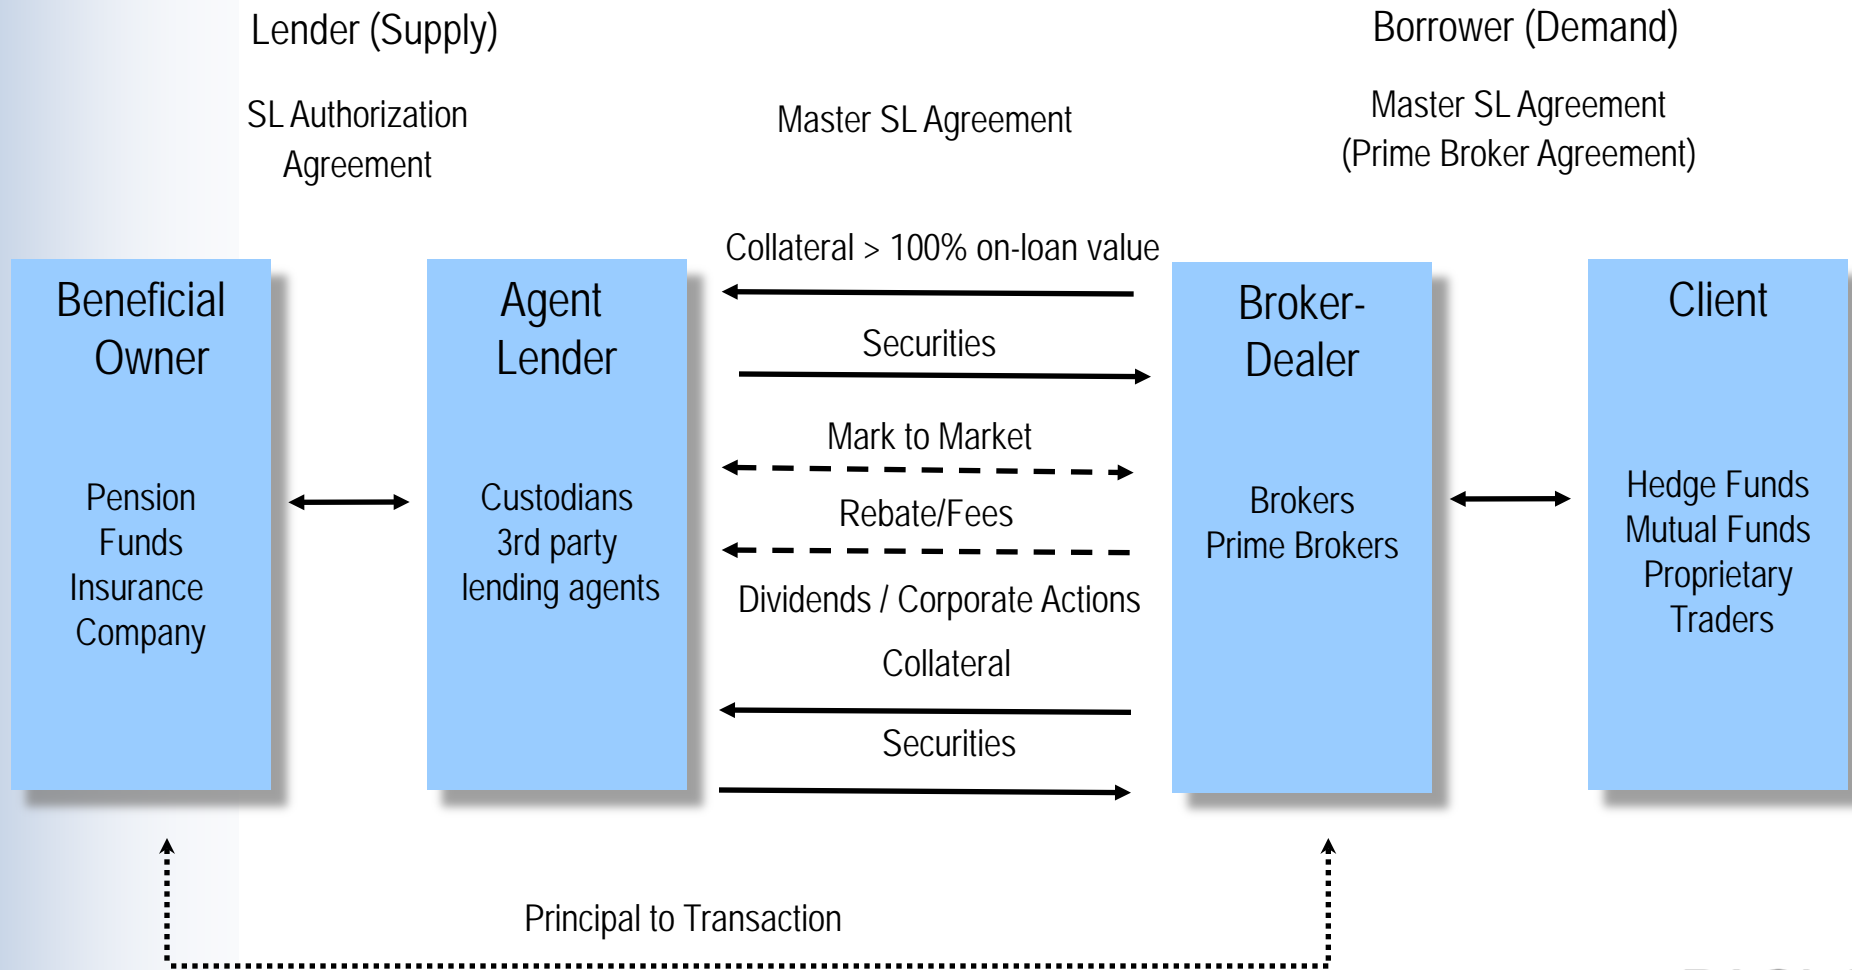 Lender (Supply)
Borrower (Demand)
SL Authorization
Agreement
Master SL Agreement
Master SL Agreement
(Prime Broker Agreement)
Beneficial
Owner
Pension
Funds
Insurance
Company
Agent
Lender
Custodians
3rd party
lending agents
Collateral > 100% on-loan value
Securities
Mark to Market
Rebate/Fees
Dividends / Corporate Actions
Collateral
Securities
Broker-
Dealer
Brokers
Prime Brokers
Client
Hedge Funds
Mutual Funds
Proprietary
Traders
Principal to Transaction